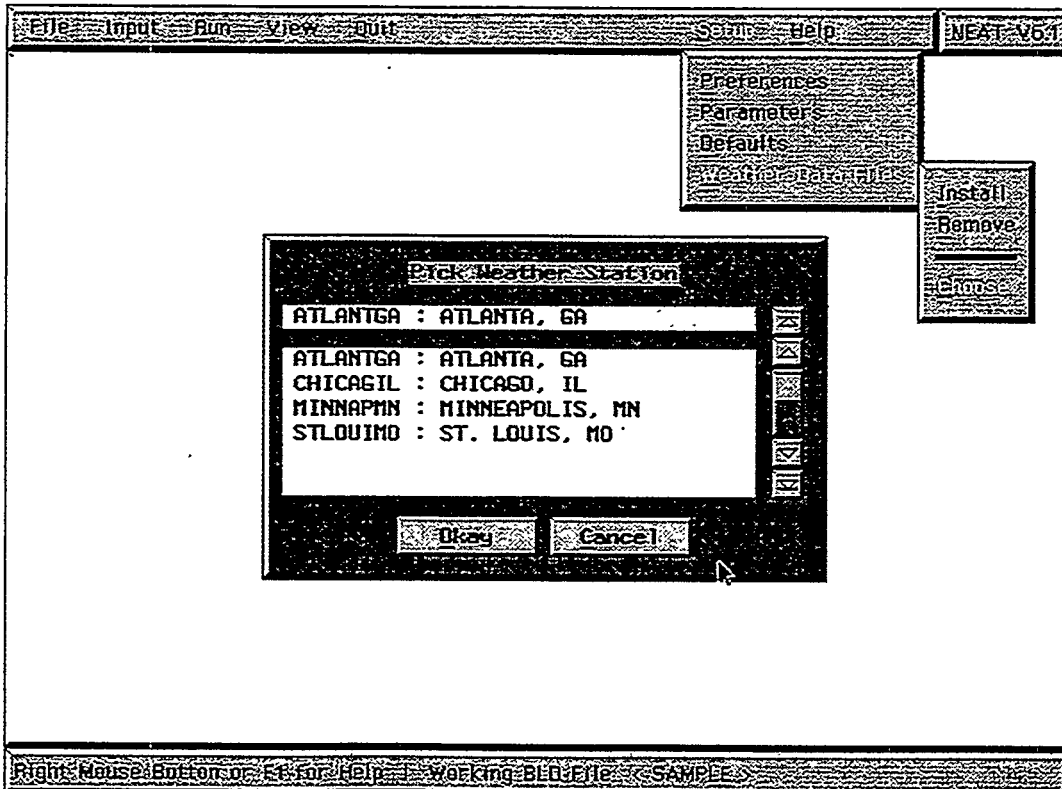 File Input Run View Quit Setup Help NEAT V6.1
Preferences
Parameters
Defaults
Weather Data Files
Install
Remove
Choose
Pick Weather Station
ATLANTGA : ATLANTA, GA
ATLANTGA : ATLANTA, GA
CHICAGIL : CHICAGO, IL
MINNAPMN : MINNEAPOLIS, MN
STLOUIMO : ST. LOUIS, MO
Okay Cancel
Right Mouse Button or F1 for Help | Working BLD File < SAMPLE >